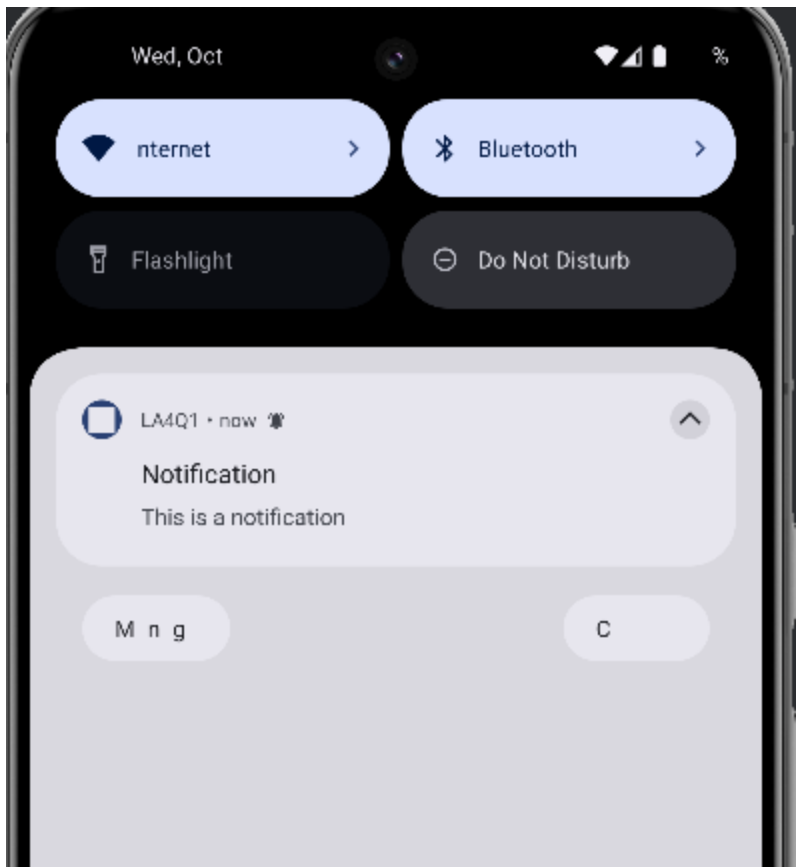 Wed, Oct %
nternet Bluetooth
Flashlight Do Not Disturb
LA4Q1 • now
Notification
This is a notification
M n g C